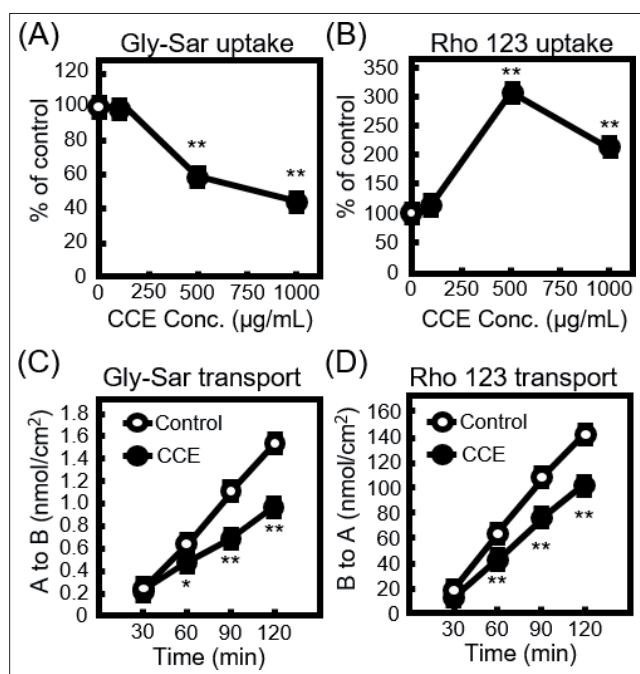 (A) Gly-Sar uptake
% of control
120
100
80
60
40
20
0
**
**
0 250 500 750 1000
CCE Conc. (µg/mL)
(B) Rho 123 uptake
% of control
350
300
250
200
150
100
50
0
**
**
0 250 500 750 1000
CCE Conc. (µg/mL)
(C) Gly-Sar transport
A to B (nmol/cm²)
1.8
1.6
1.4
1.2
1.0
0.8
0.6
0.4
0.2
Control
CCE
*
**
**
30 60 90 120
Time (min)
(D) Rho 123 transport
B to A (nmol/cm²)
160
140
120
100
80
60
40
20
0
Control
CCE
**
**
**
30 60 90 120
Time (min)